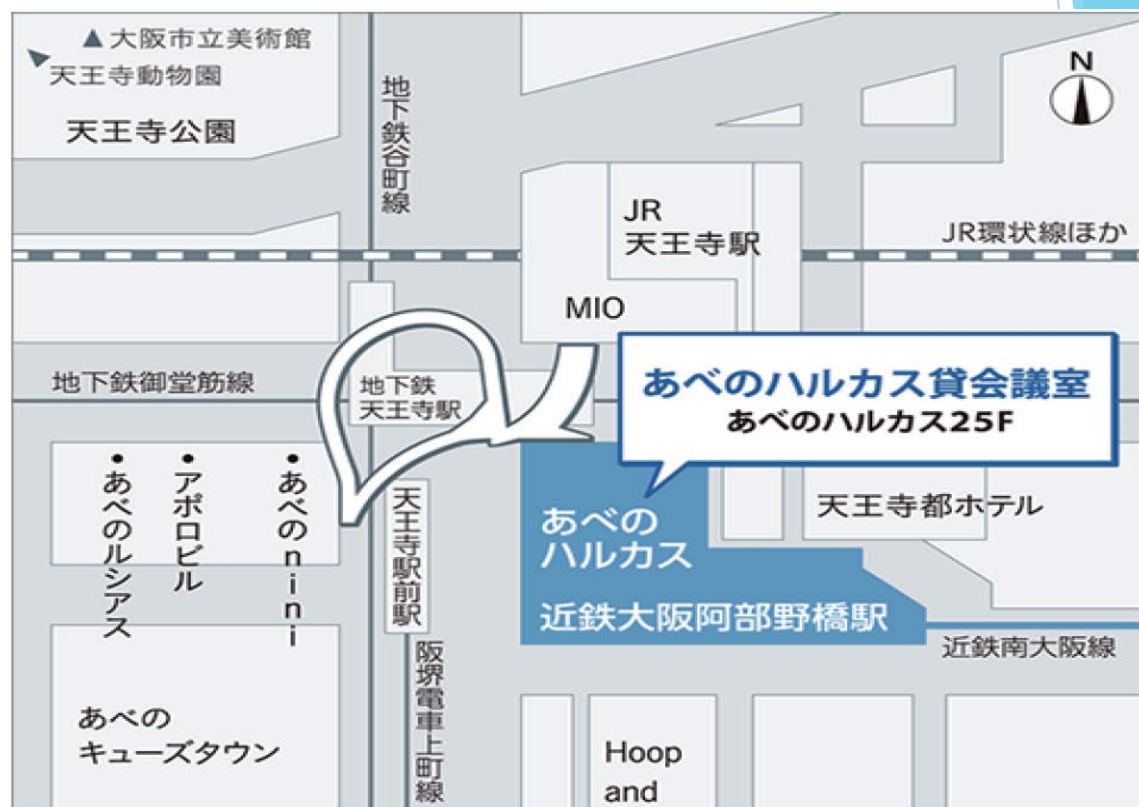 ▲大阪市立美術館
天王寺動物園
天王寺公園
地下鉄谷町線
N
JR
天王寺駅
JR環状線ほか
MIO
地下鉄御堂筋線
地下鉄
天王寺駅
あべのハルカス貸会議室
あべのハルカス25F
•あべのルシアス
•アポロビル
•あべのnini
天王寺駅前駅
あべの
ハルカス
天王寺都ホテル
近鉄大阪阿部野橋駅
近鉄南大阪線
阪堺電車上町線
あべの
キューズタウン
Hoop
and